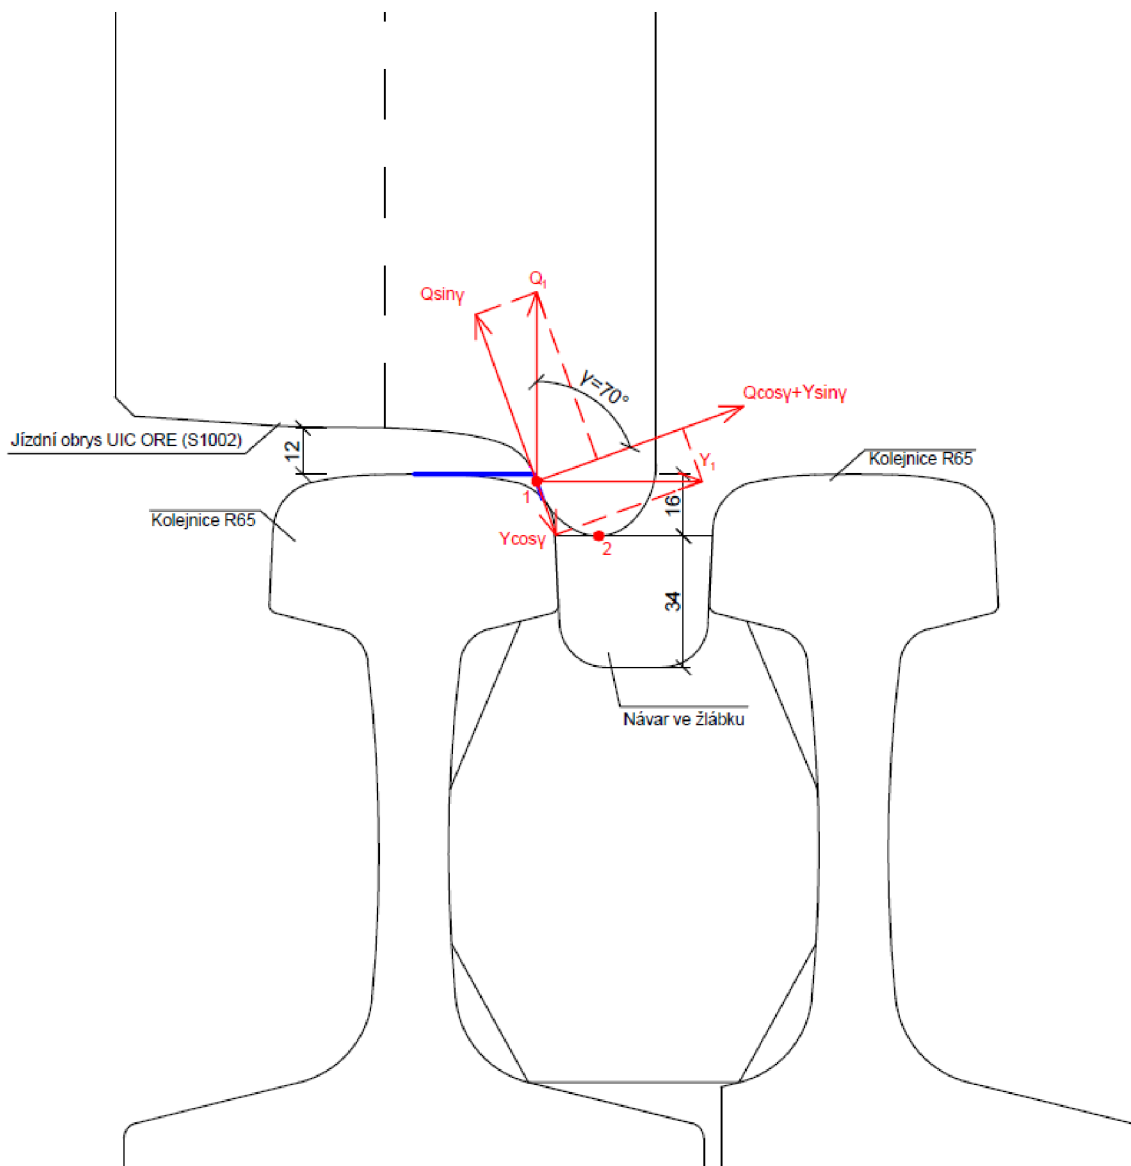 Q1
Qsinγ
γ=70°
Qcosγ+Ysinγ
Jízdní obrys UIC ORE (S1002)
12
Y1
Kolejnice R65
1
16
Kolejnice R65
Ycosγ
2
34
Návar ve žlábku